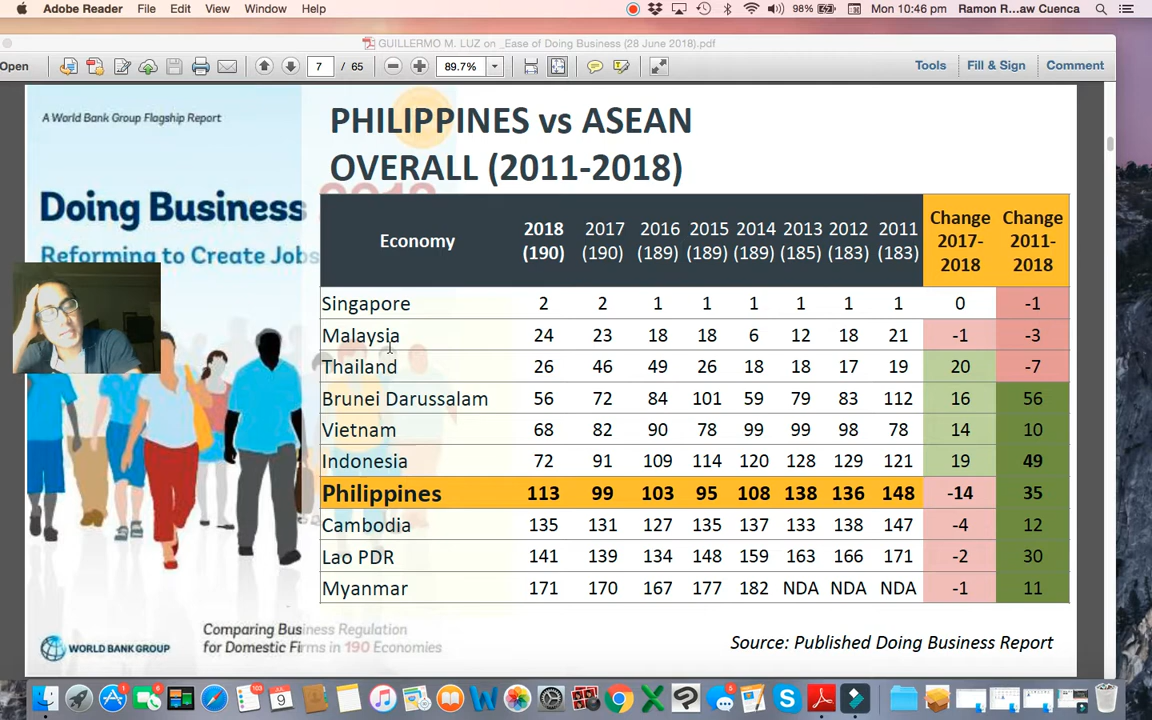 Adobe Reader File Edit View Window Help 98% Mon 10:46 pm Ramon R...aw Cuenca
GUILLERMO M. LUZ on _Ease of Doing Business (28 June 2018).pdf
Open 7 / 65 89.7% Tools Fill & Sign Comment
A World Bank Group Flagship Report
Doing Business
2018
Reforming to Create Jobs
PHILIPPINES vs ASEAN
OVERALL (2011-2018)
Economy 2018 (190) 2017 (190) 2016 (189) 2015 (189) 2014 (189) 2013 (185) 2012 (183) 2011 (183) Change 2017-2018 Change 2011-2018
Singapore 2 2 1 1 1 1 1 1 0 -1
Malaysia 24 23 18 18 6 12 18 21 -1 -3
Thailand 26 46 49 26 18 18 17 19 20 -7
Brunei Darussalam 56 72 84 101 59 79 83 112 16 56
Vietnam 68 82 90 78 99 99 98 78 14 10
Indonesia 72 91 109 114 120 128 129 121 19 49
Philippines 113 99 103 95 108 138 136 148 -14 35
Cambodia 135 131 127 135 137 133 138 147 -4 12
Lao PDR 141 139 134 148 159 163 166 171 -2 30
Myanmar 171 170 167 177 182 NDA NDA NDA -1 11
WORLD BANK GROUP
Comparing Business Regulation
for Domestic Firms in 190 Economies
Source: Published Doing Business Report